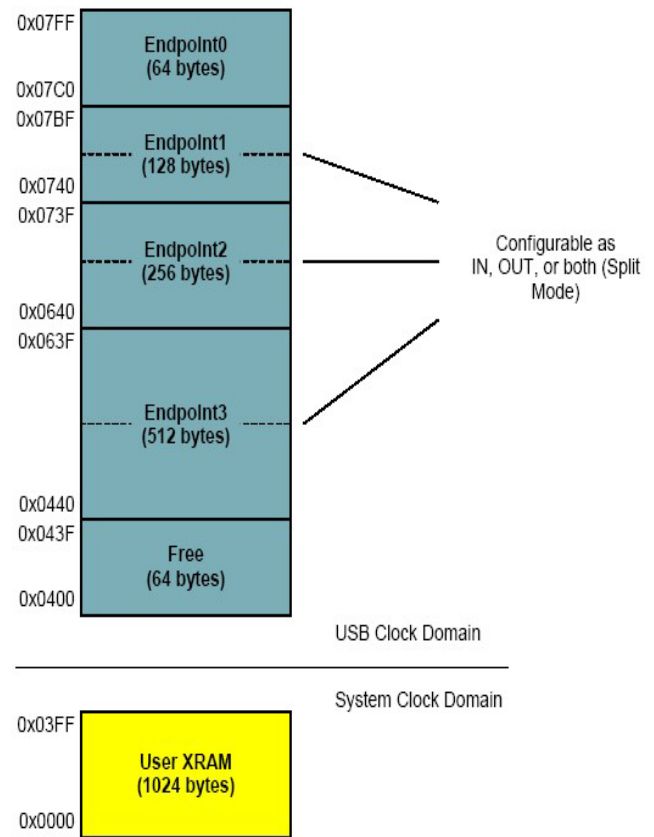 0x07FF
Endpoint0
(64 bytes)
0x07C0
0x07BF
Endpoint1
(128 bytes)
0x0740
0x073F
Endpoint2
(256 bytes)
Configurable as
IN, OUT, or both (Split
Mode)
0x0640
0x063F
Endpoint3
(512 bytes)
0x0440
0x043F
Free
(64 bytes)
0x0400
USB Clock Domain
System Clock Domain
0x03FF
User XRAM
(1024 bytes)
0x0000